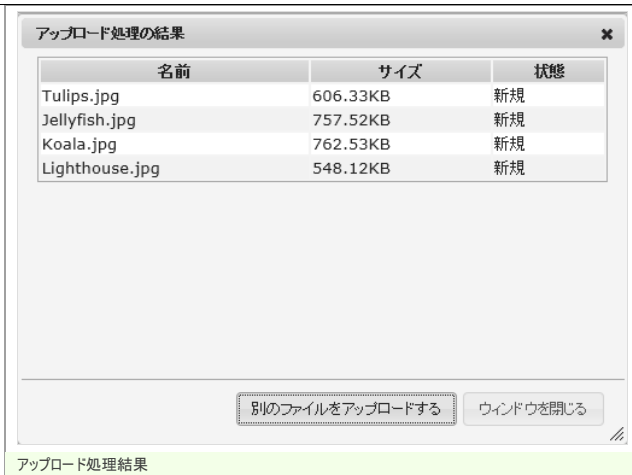 アップロード処理の結果
名前 サイズ 状態
Tulips.jpg 606.33KB 新規
Jellyfish.jpg 757.52KB 新規
Koala.jpg 762.53KB 新規
Lighthouse.jpg 548.12KB 新規
別のファイルをアップロードする ウィンドウを閉じる
アップロード処理結果